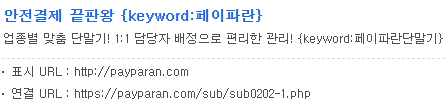 안전결제 끝판왕 {keyword:페이파란}
업종별 맞춤 단말기! 1:1 담당자 배정으로 편리한 관리! {keyword:페이파란단말기}
· 표시 URL : http://payparan.com
· 연결 URL : https://payparan.com/sub/sub0202-1.php